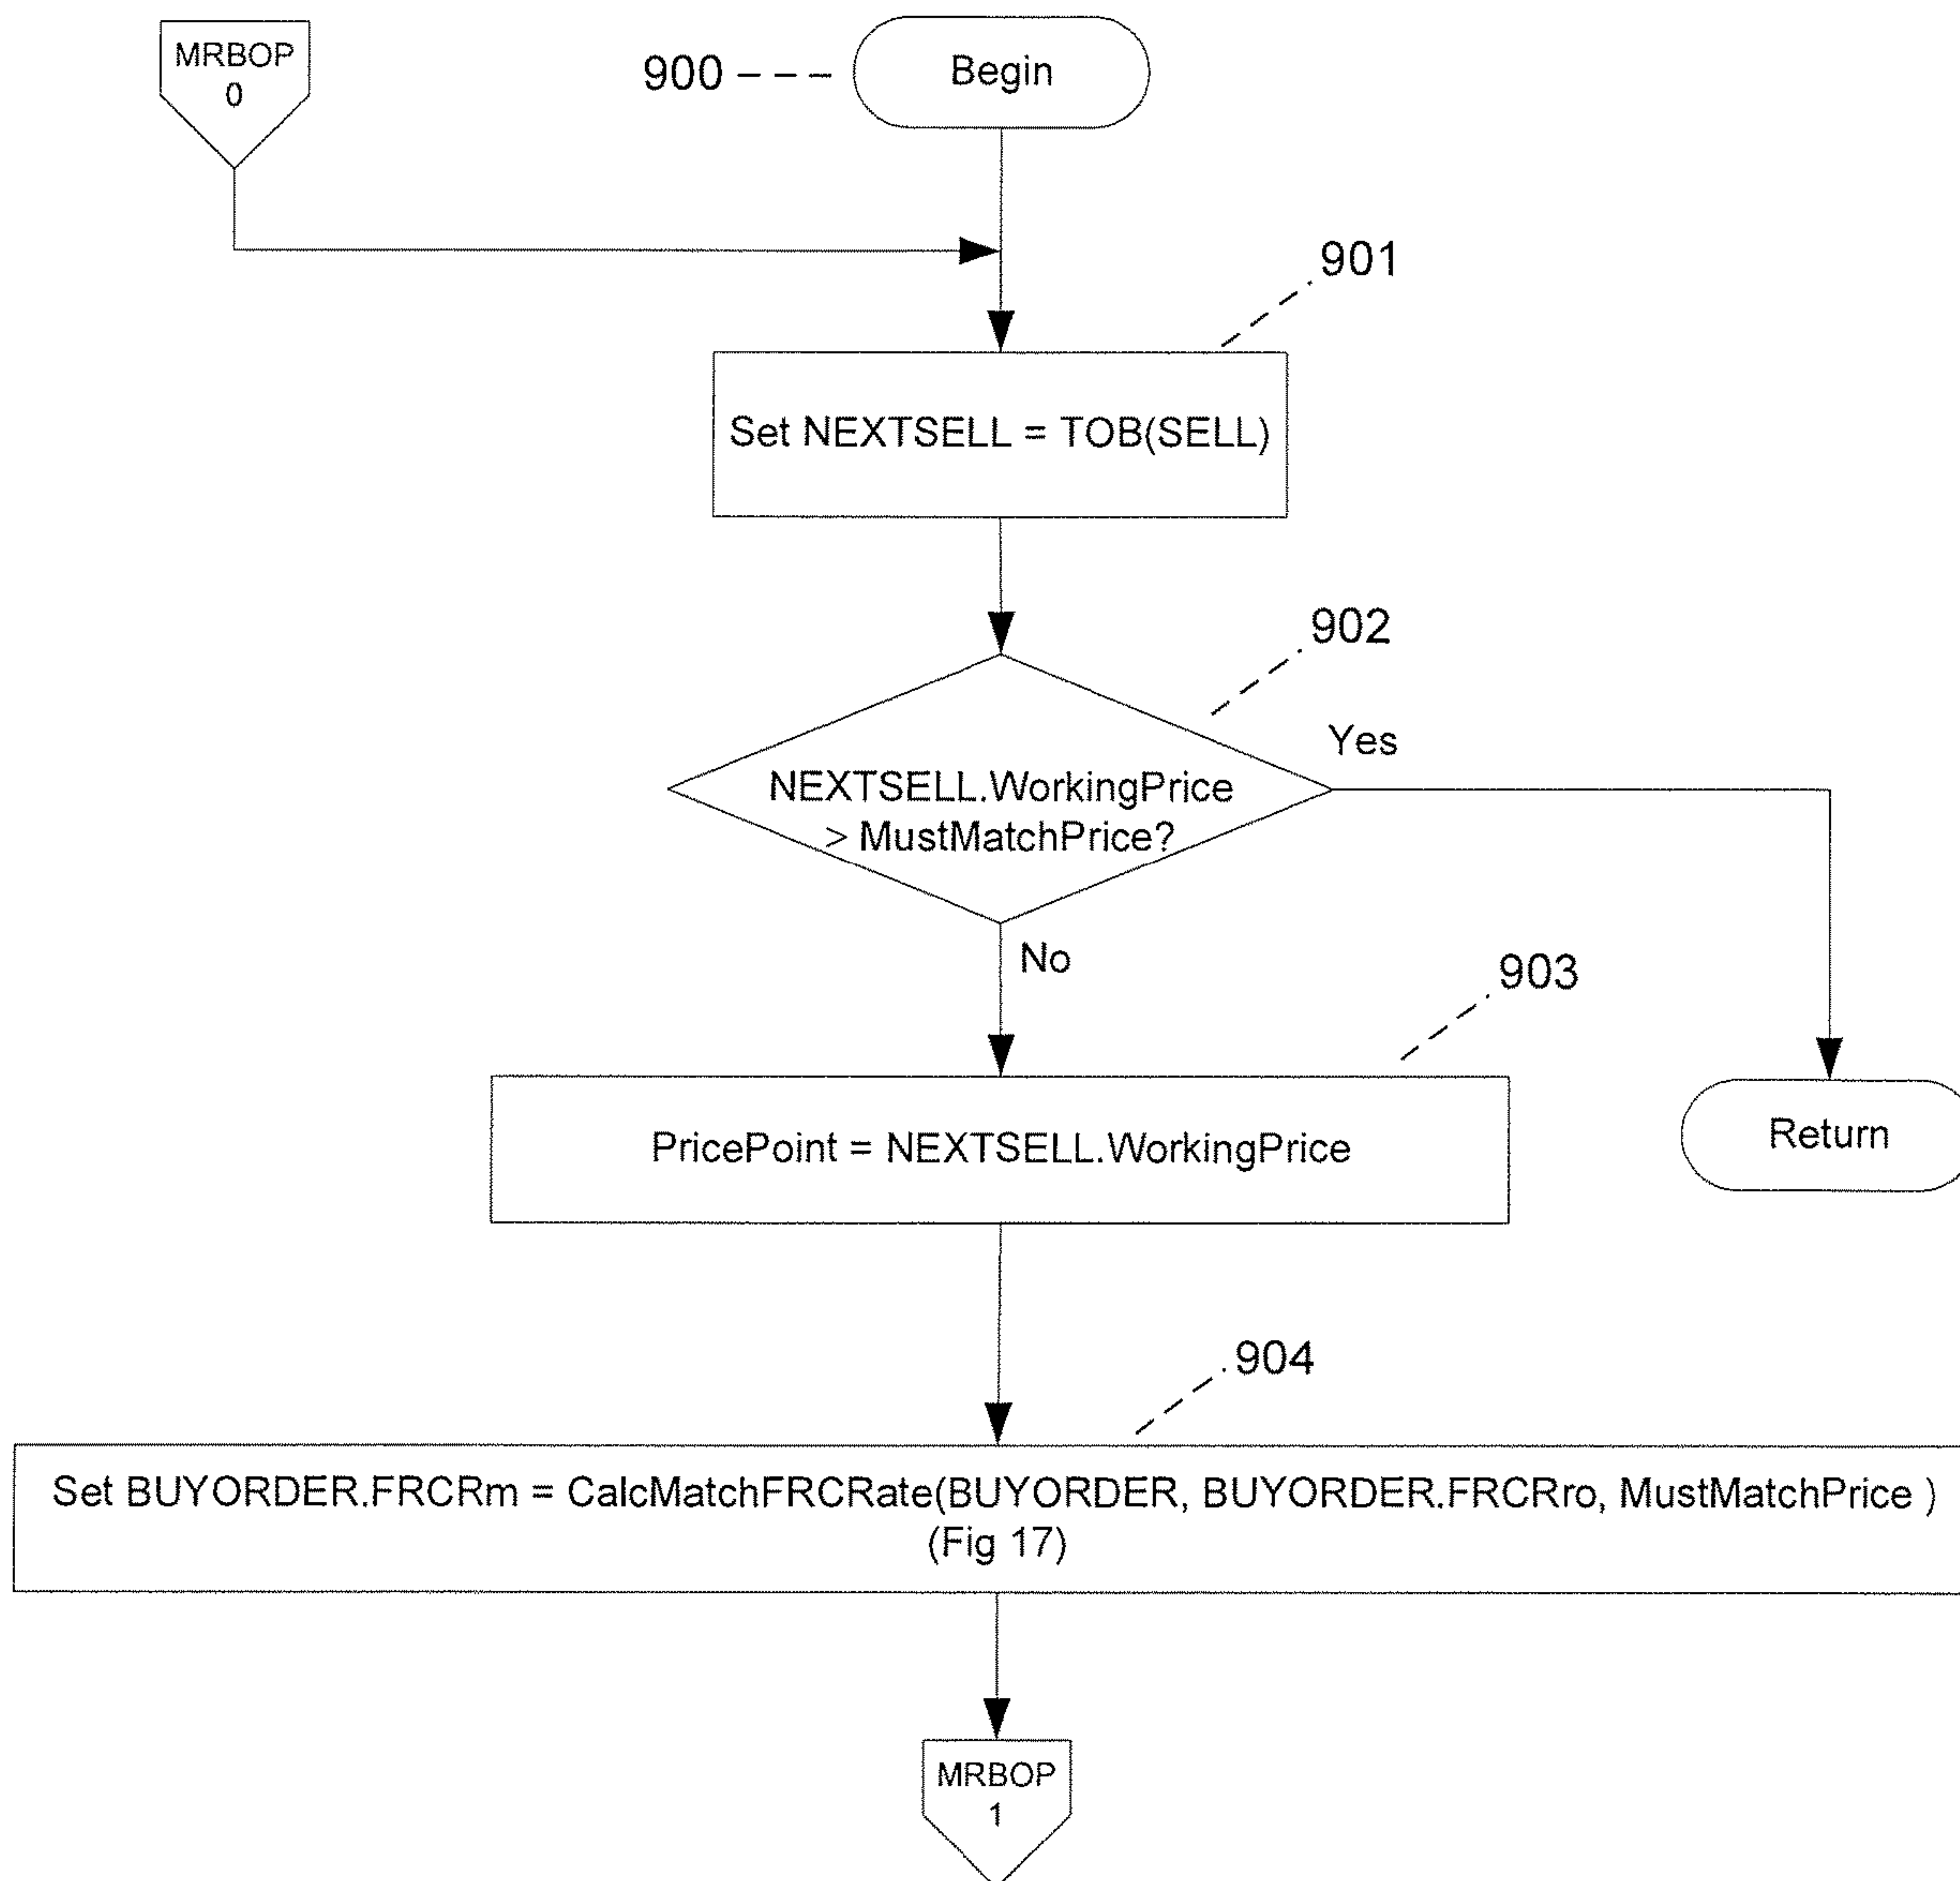 MRBOP
0
900
Begin
901
Set NEXTSELL = TOB(SELL)
902
NEXTSELL.WorkingPrice
> MustMatchPrice?
Yes
No
903
PricePoint = NEXTSELL.WorkingPrice
Return
904
Set BUYORDER.FRCRm = CalcMatchFRCRate(BUYORDER, BUYORDER.FRCRro, MustMatchPrice )
(Fig 17)
MRBOP
1